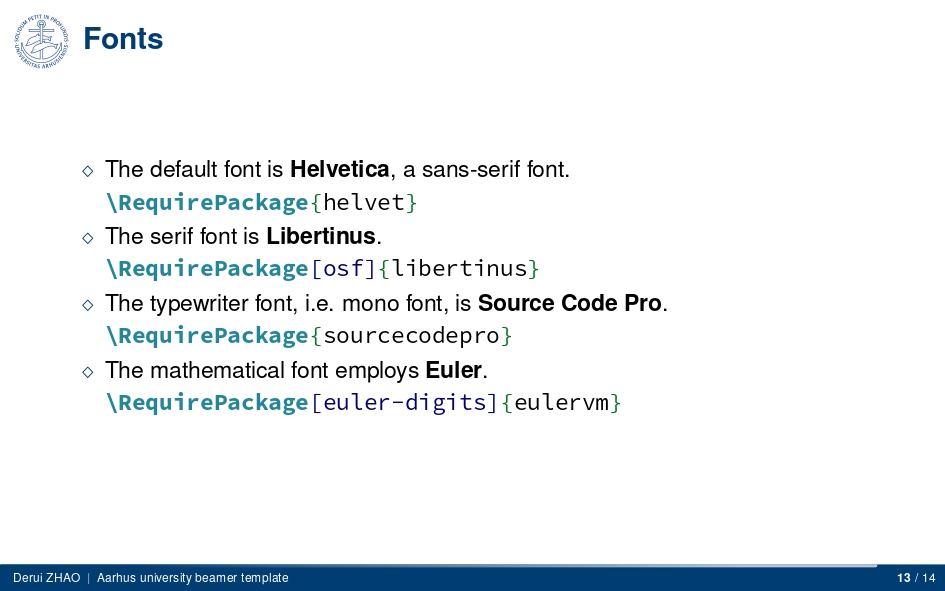 SOLIDUM PETIT IN PROFUNDIS
UNIVERSITAS ARHUSIENSIS
Fonts
◇ The default font is Helvetica, a sans-serif font.
\RequirePackage{helvet}
◇ The serif font is Libertinus.
\RequirePackage[osf]{libertinus}
◇ The typewriter font, i.e. mono font, is Source Code Pro.
\RequirePackage{sourcecodepro}
◇ The mathematical font employs Euler.
\RequirePackage[euler-digits]{eulervm}
Derui ZHAO | Aarhus university beamer template
13 / 14